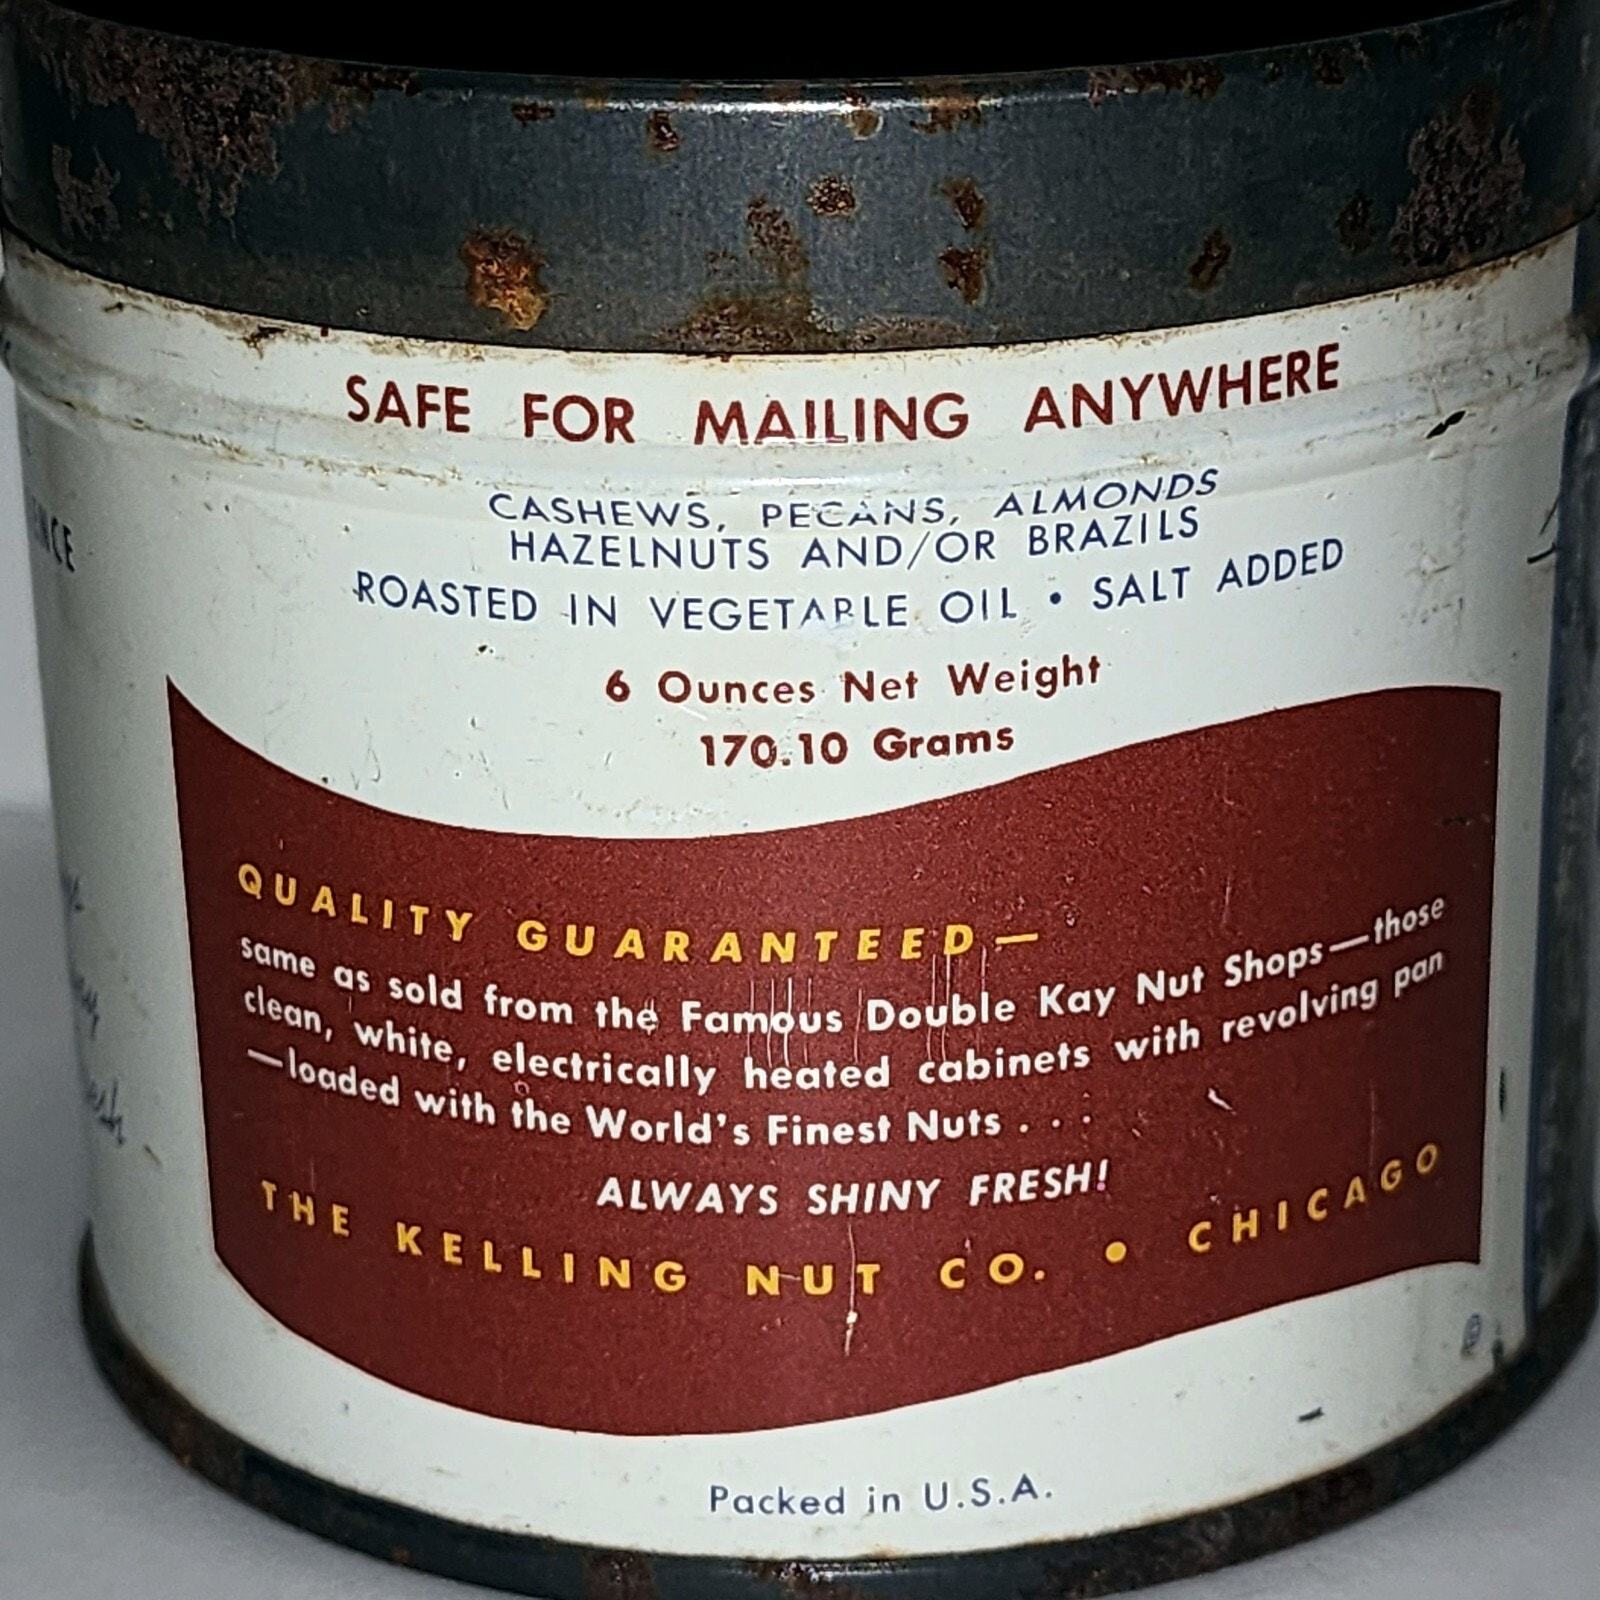 SAFE FOR MAILING ANYWHERE
CASHEWS, PECANS, ALMONDS
HAZELNUTS AND/OR BRAZILS
ROASTED IN VEGETABLE OIL • SALT ADDED
6 Ounces Net Weight
170.10 Grams
QUALITY GUARANTEED—
same as sold from the Famous Double Kay Nut Shops—those
clean, white, electrically heated cabinets with revolving pan
—loaded with the World's Finest Nuts . . .
ALWAYS SHINY FRESH!
THE KELLING NUT CO. • CHICAGO
Packed in U.S.A.